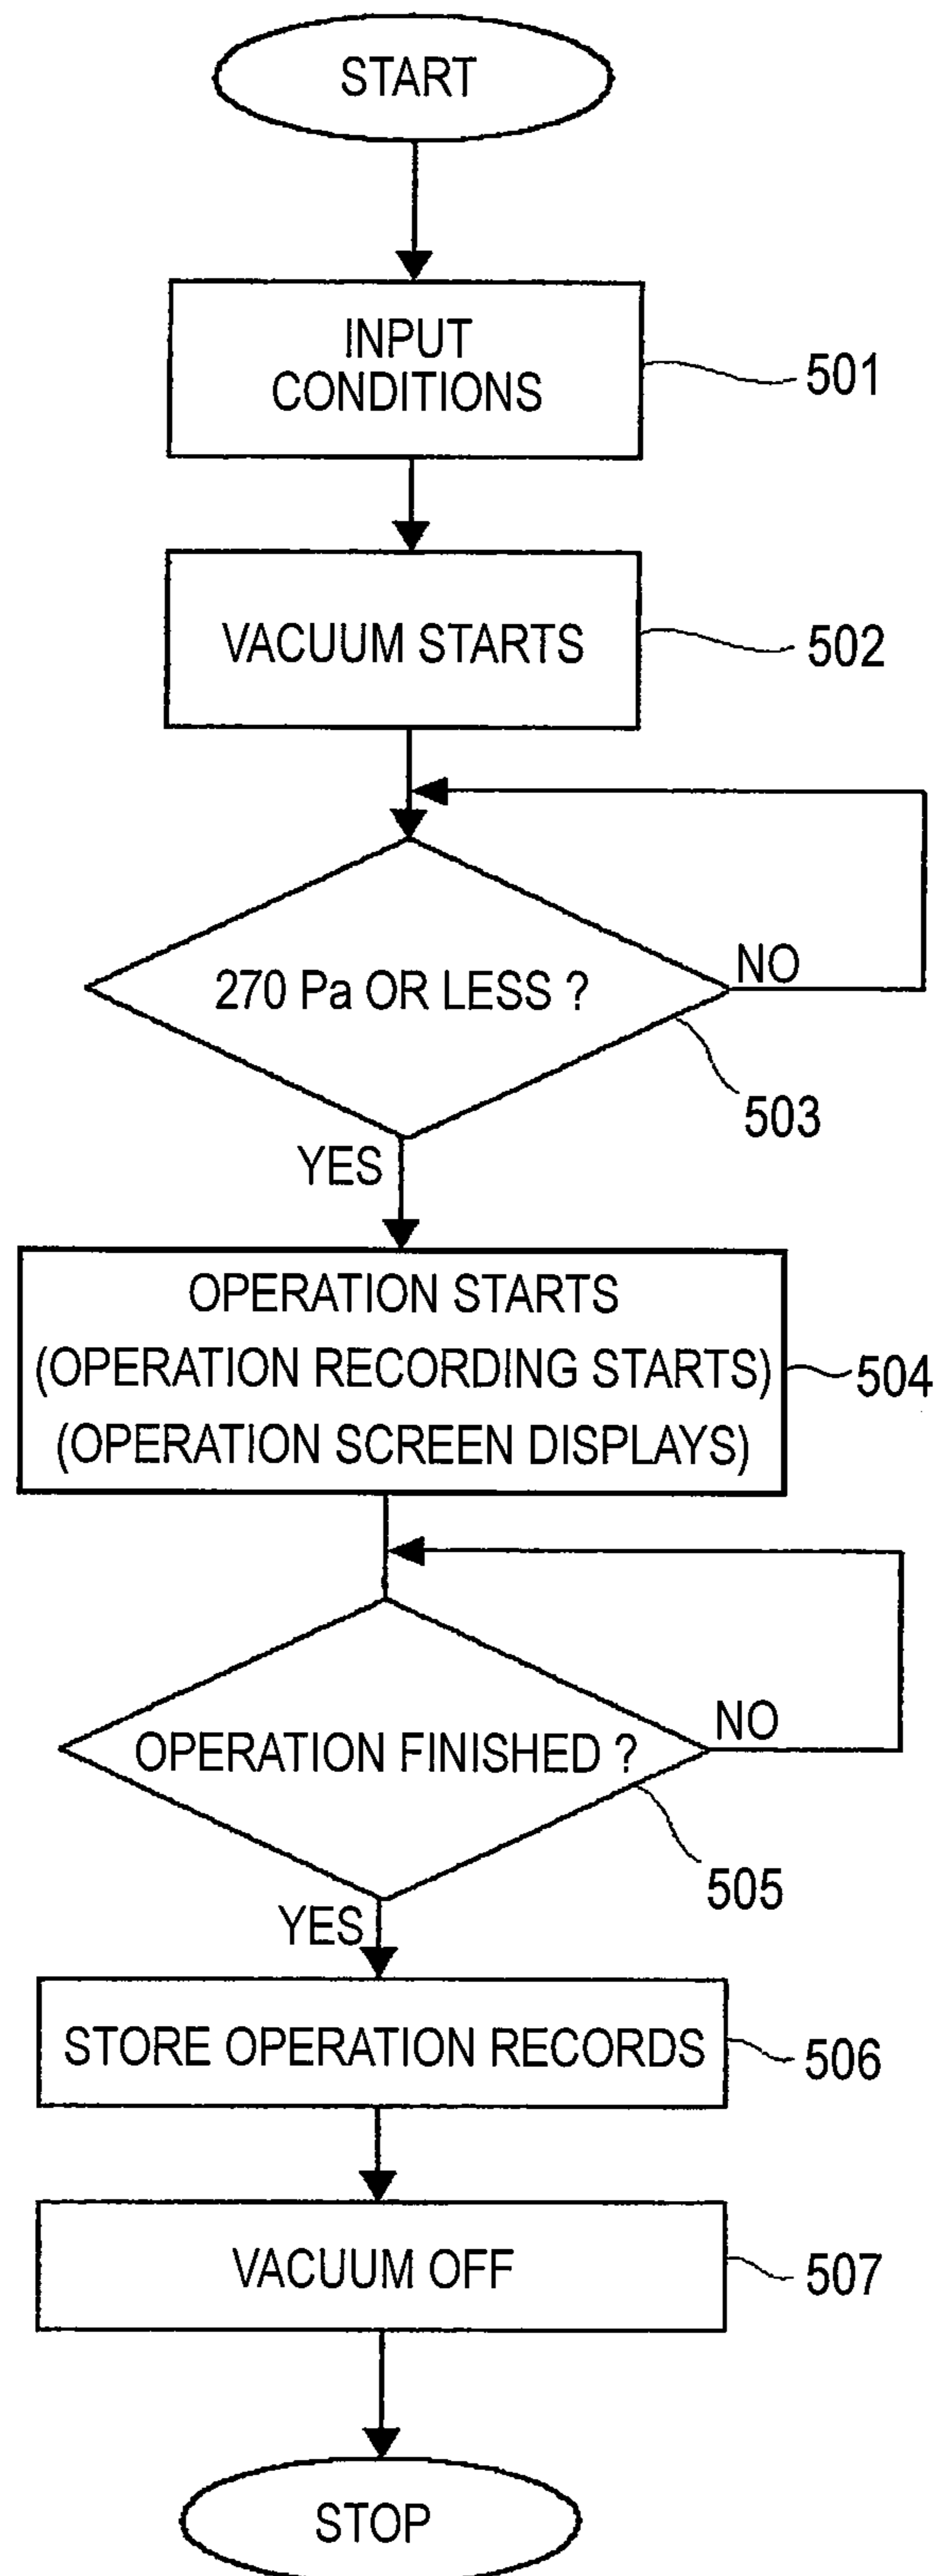 START
INPUT
CONDITIONS
501
VACUUM STARTS
502
270 Pa OR LESS ?
NO
503
YES
OPERATION STARTS
(OPERATION RECORDING STARTS)
(OPERATION SCREEN DISPLAYS)
504
OPERATION FINISHED ?
NO
505
YES
STORE OPERATION RECORDS
506
VACUUM OFF
507
STOP